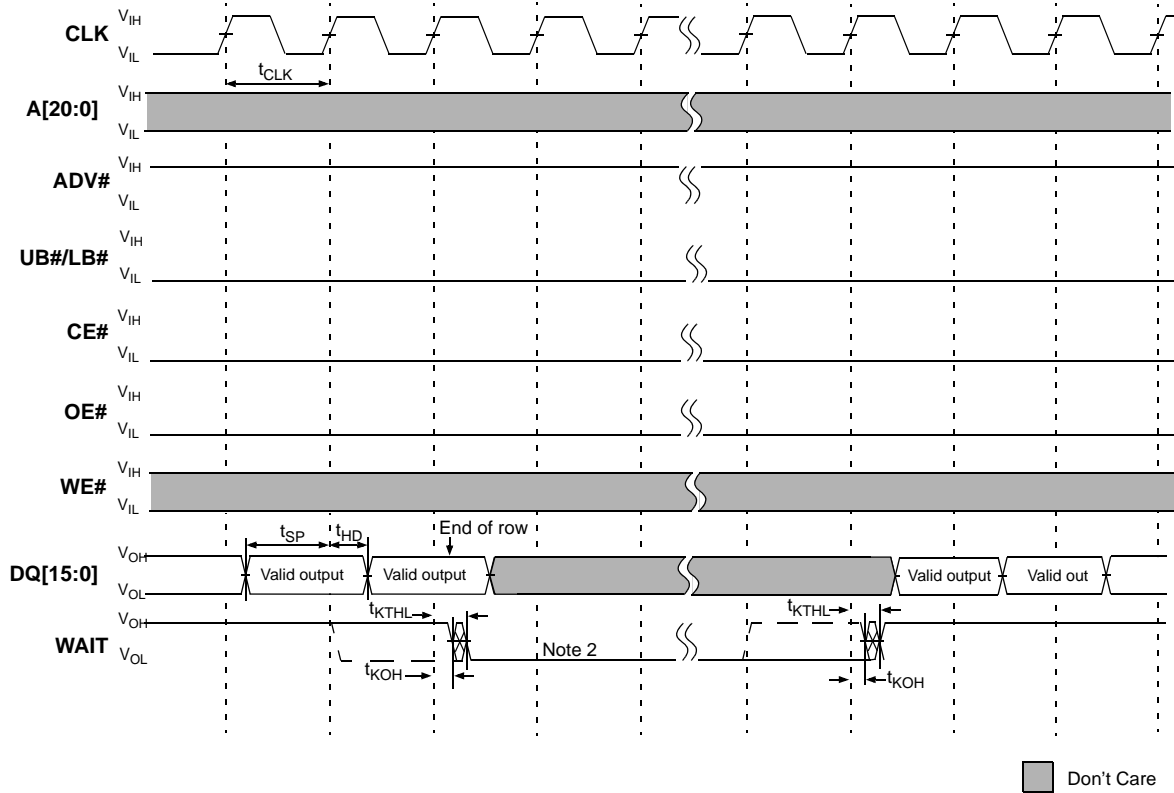 CLK V_IH
V_IL
t_CLK
A[20:0] V_IH
V_IL
ADV# V_IH
V_IL
UB#/LB# V_IH
V_IL
CE# V_IH
V_IL
OE# V_IH
V_IL
WE# V_IH
V_IL
t_SP t_HD End of row
DQ[15:0] V_OH
V_OL
Valid output Valid output Valid output Valid out
t_KTHL t_KTHL
WAIT V_OH
V_OL
Note 2
t_KOH t_KOH
Don't Care